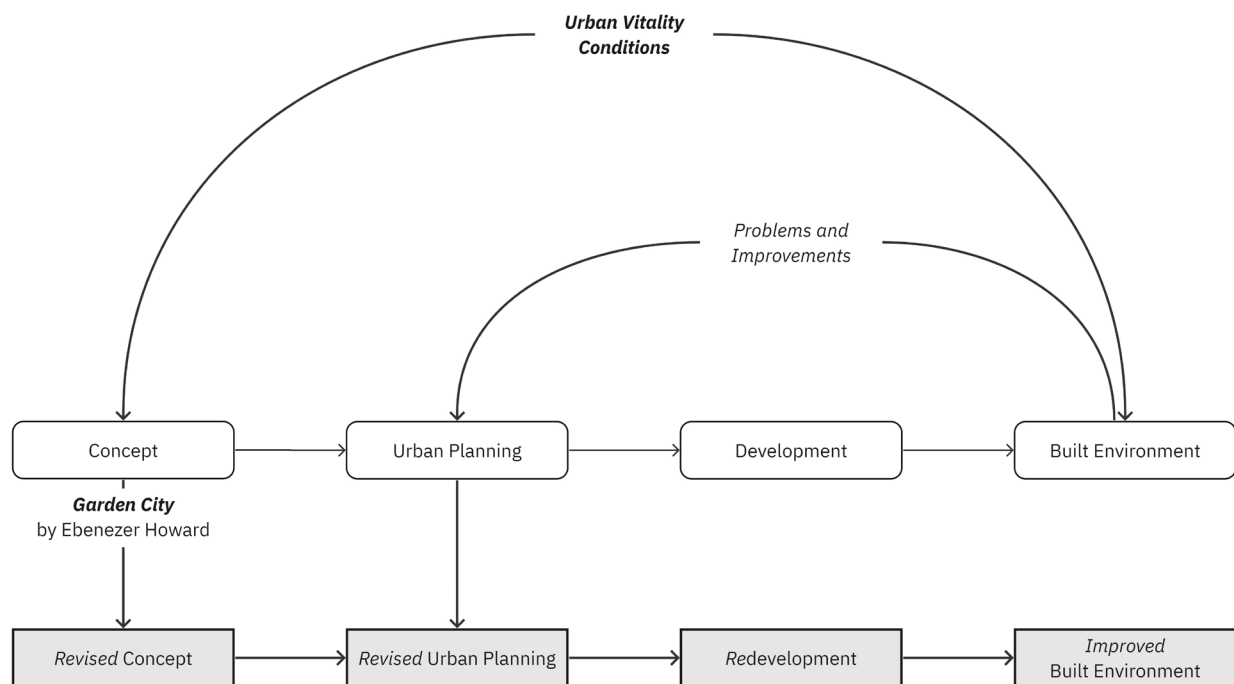 Urban Vitality
Conditions
Problems and
Improvements
Concept
Urban Planning
Development
Built Environment
Garden City
by Ebenezer Howard
Revised Concept
Revised Urban Planning
Redevelopment
Improved
Built Environment